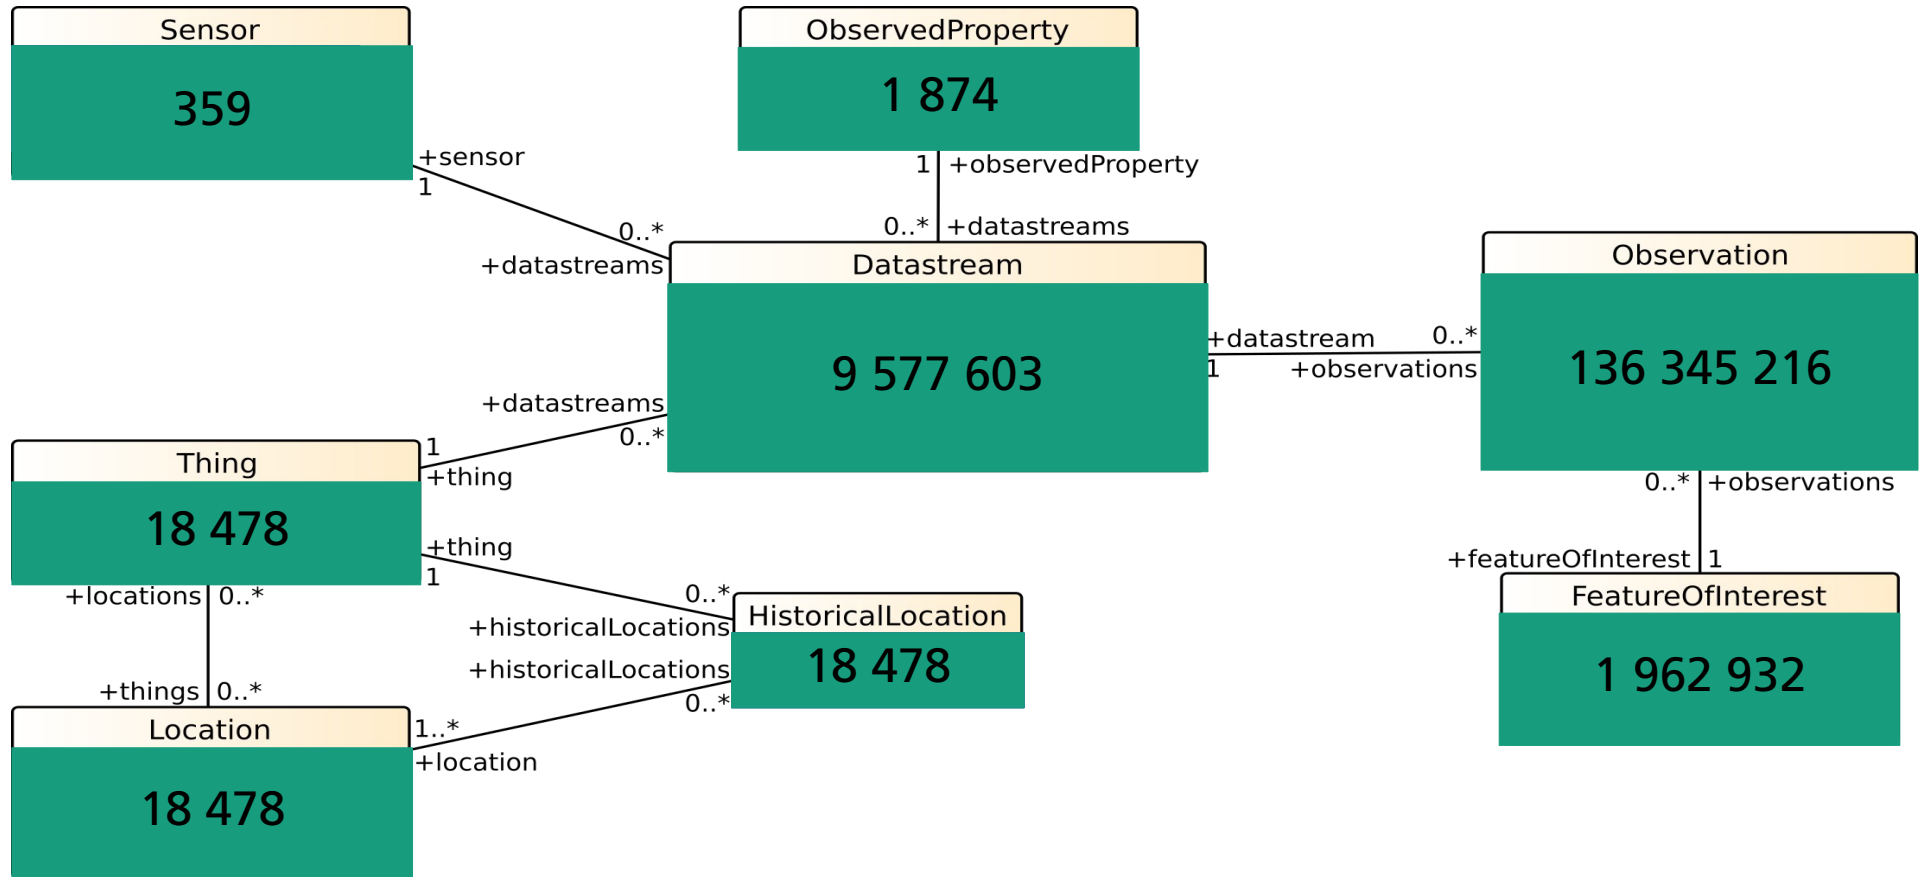 Sensor
359
+sensor
1
0..*
+datastreams
ObservedProperty
1 874
1 +observedProperty
0..* +datastreams
Datastream
9 577 603
+datastream 0..*
1 +observations
Observation
136 345 216
0..* +observations
+featureOfInterest 1
FeatureOfInterest
1 962 932
+datastreams
0..*
1
+thing
Thing
18 478
+thing
1
0..*
+historicalLocations
HistoricalLocation
18 478
+historicalLocations
0..*
+locations 0..*
+things 0..*
Location
18 478
1..*
+location